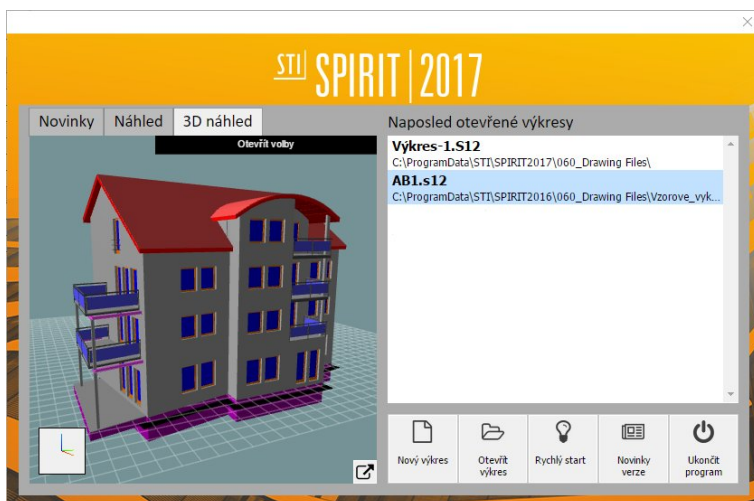 STI SPIRIT | 2017
Novinky
Náhled
3D náhled
Otevřít volby
Naposled otevřené výkresy
Výkres-1.S12
C:\ProgramData\STI\SPIRIT2017\060_Drawing Files\
AB1.s12
C:\ProgramData\STI\SPIRIT2016\060_Drawing Files\Vzorove_vyk...
Nový výkres
Otevřít
výkres
Rychlý start
Novinky
verze
Ukončit
program